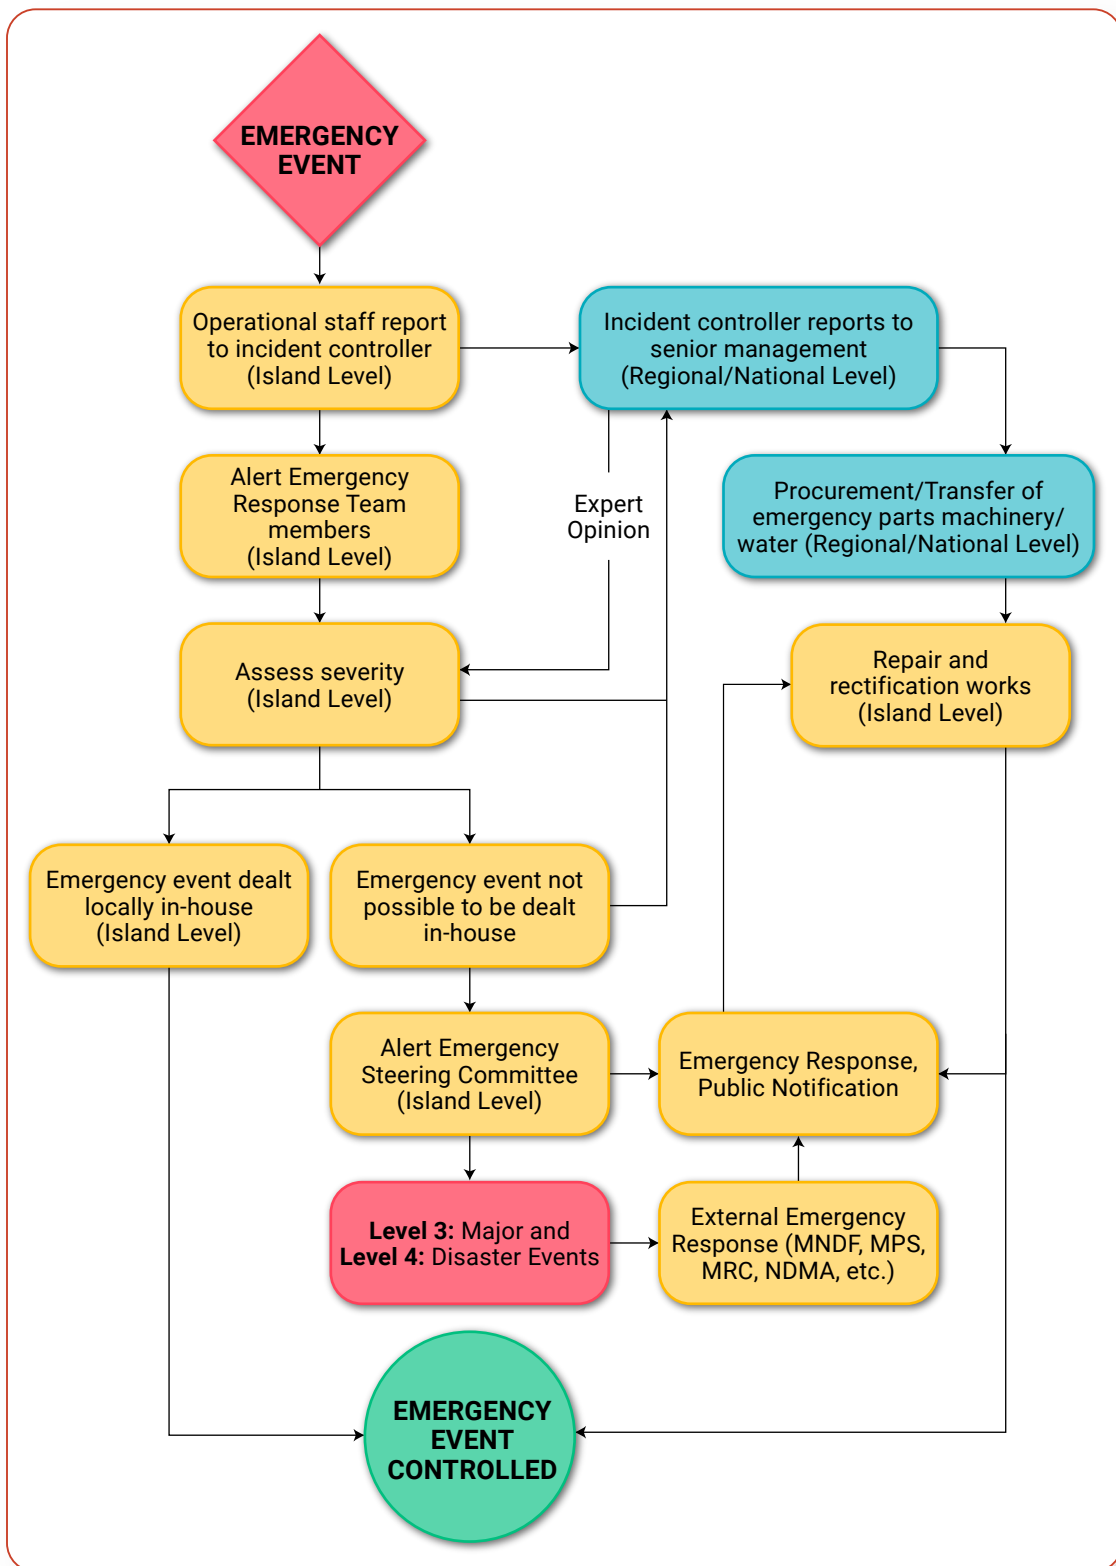 EMERGENCY
EVENT
Operational staff report
to incident controller
(Island Level)
Incident controller reports to
senior management
(Regional/National Level)
Alert Emergency
Response Team
members
(Island Level)
Expert
Opinion
Procurement/Transfer of
emergency parts machinery/
water (Regional/National Level)
Assess severity
(Island Level)
Repair and
rectification works
(Island Level)
Emergency event dealt
locally in-house
(Island Level)
Emergency event not
possible to be dealt
in-house
Alert Emergency
Steering Committee
(Island Level)
Emergency Response,
Public Notification
Level 3: Major and
Level 4: Disaster Events
External Emergency
Response (MNDF, MPS,
MRC, NDMA, etc.)
EMERGENCY
EVENT
CONTROLLED